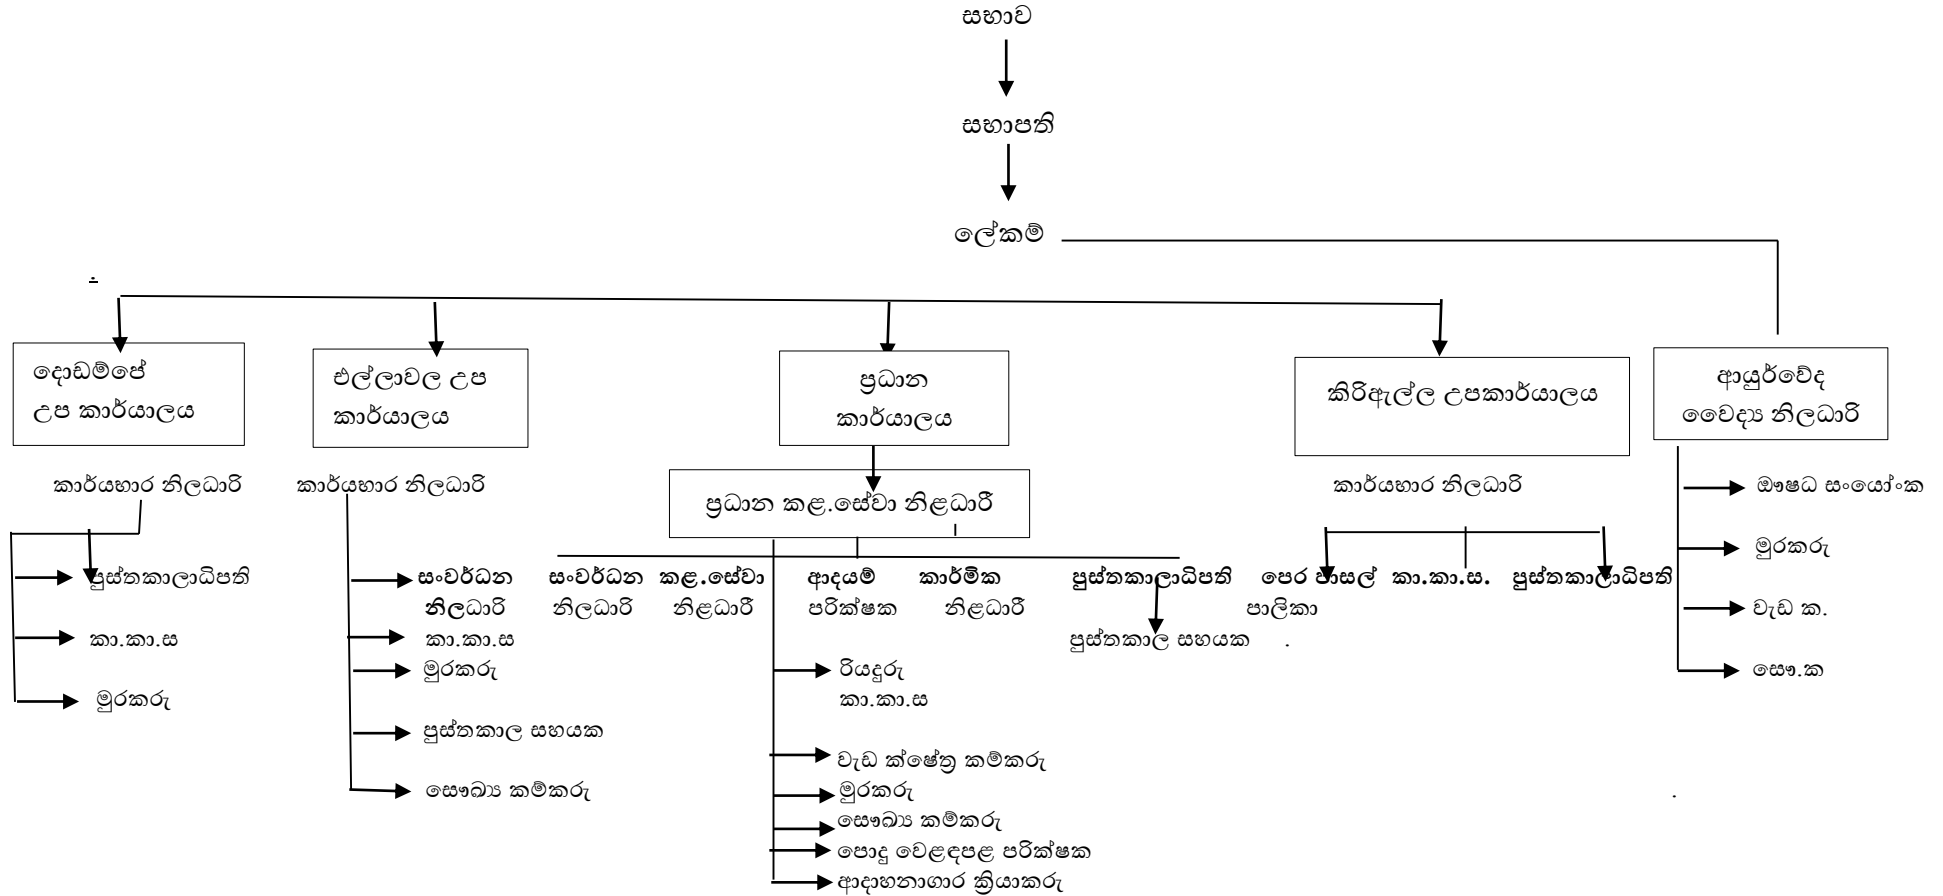 සභාව
සභාපති
ලේකම්
දොඩම්පේ
උප කාර්යාලය
එල්ලාවල උප
කාර්යාලය
ප්‍රධාන
කාර්යාලය
කිරිඇල්ල උපකාර්යාලය
ආයුර්වේද
වෛද්‍ය නිලධාරි
කාර්යභාර නිලධාරි
කාර්යභාර නිලධාරි
ප්‍රධාන කළ.සේවා නිළධාරී
කාර්යභාර නිලධාරි
ඖෂධ සංයෝංක
මුරකරු
වැඩ ක.
සෞ.ක
පුස්තකාලාධිපති
කා.කා.ස
මුරකරු
සංවර්ධන
නිලධාරි
කා.කා.ස
මුරකරු
පුස්තකාල සහයක
සෞඛ්‍ය කම්කරු
සංවර්ධන
නිලධාරි
කළ.සේවා
නිළධාරී
ආදයම්
පරික්ෂක
කාර්මික
නිළධාරී
පුස්තකාලාධිපති
පුස්තකාල සහයක
රියදුරු
කා.කා.ස
වැඩ ක්ෂේත්‍ර කම්කරු
මුරකරු
සෞඛ්‍ය කම්කරු
පොදු වෙළඳපළ පරික්ෂක
ආදාහනාගාර ක්‍රියාකරු
පෙර පාසල්
පාලිකා
කා.කා.ස.
පුස්තකාලාධිපති